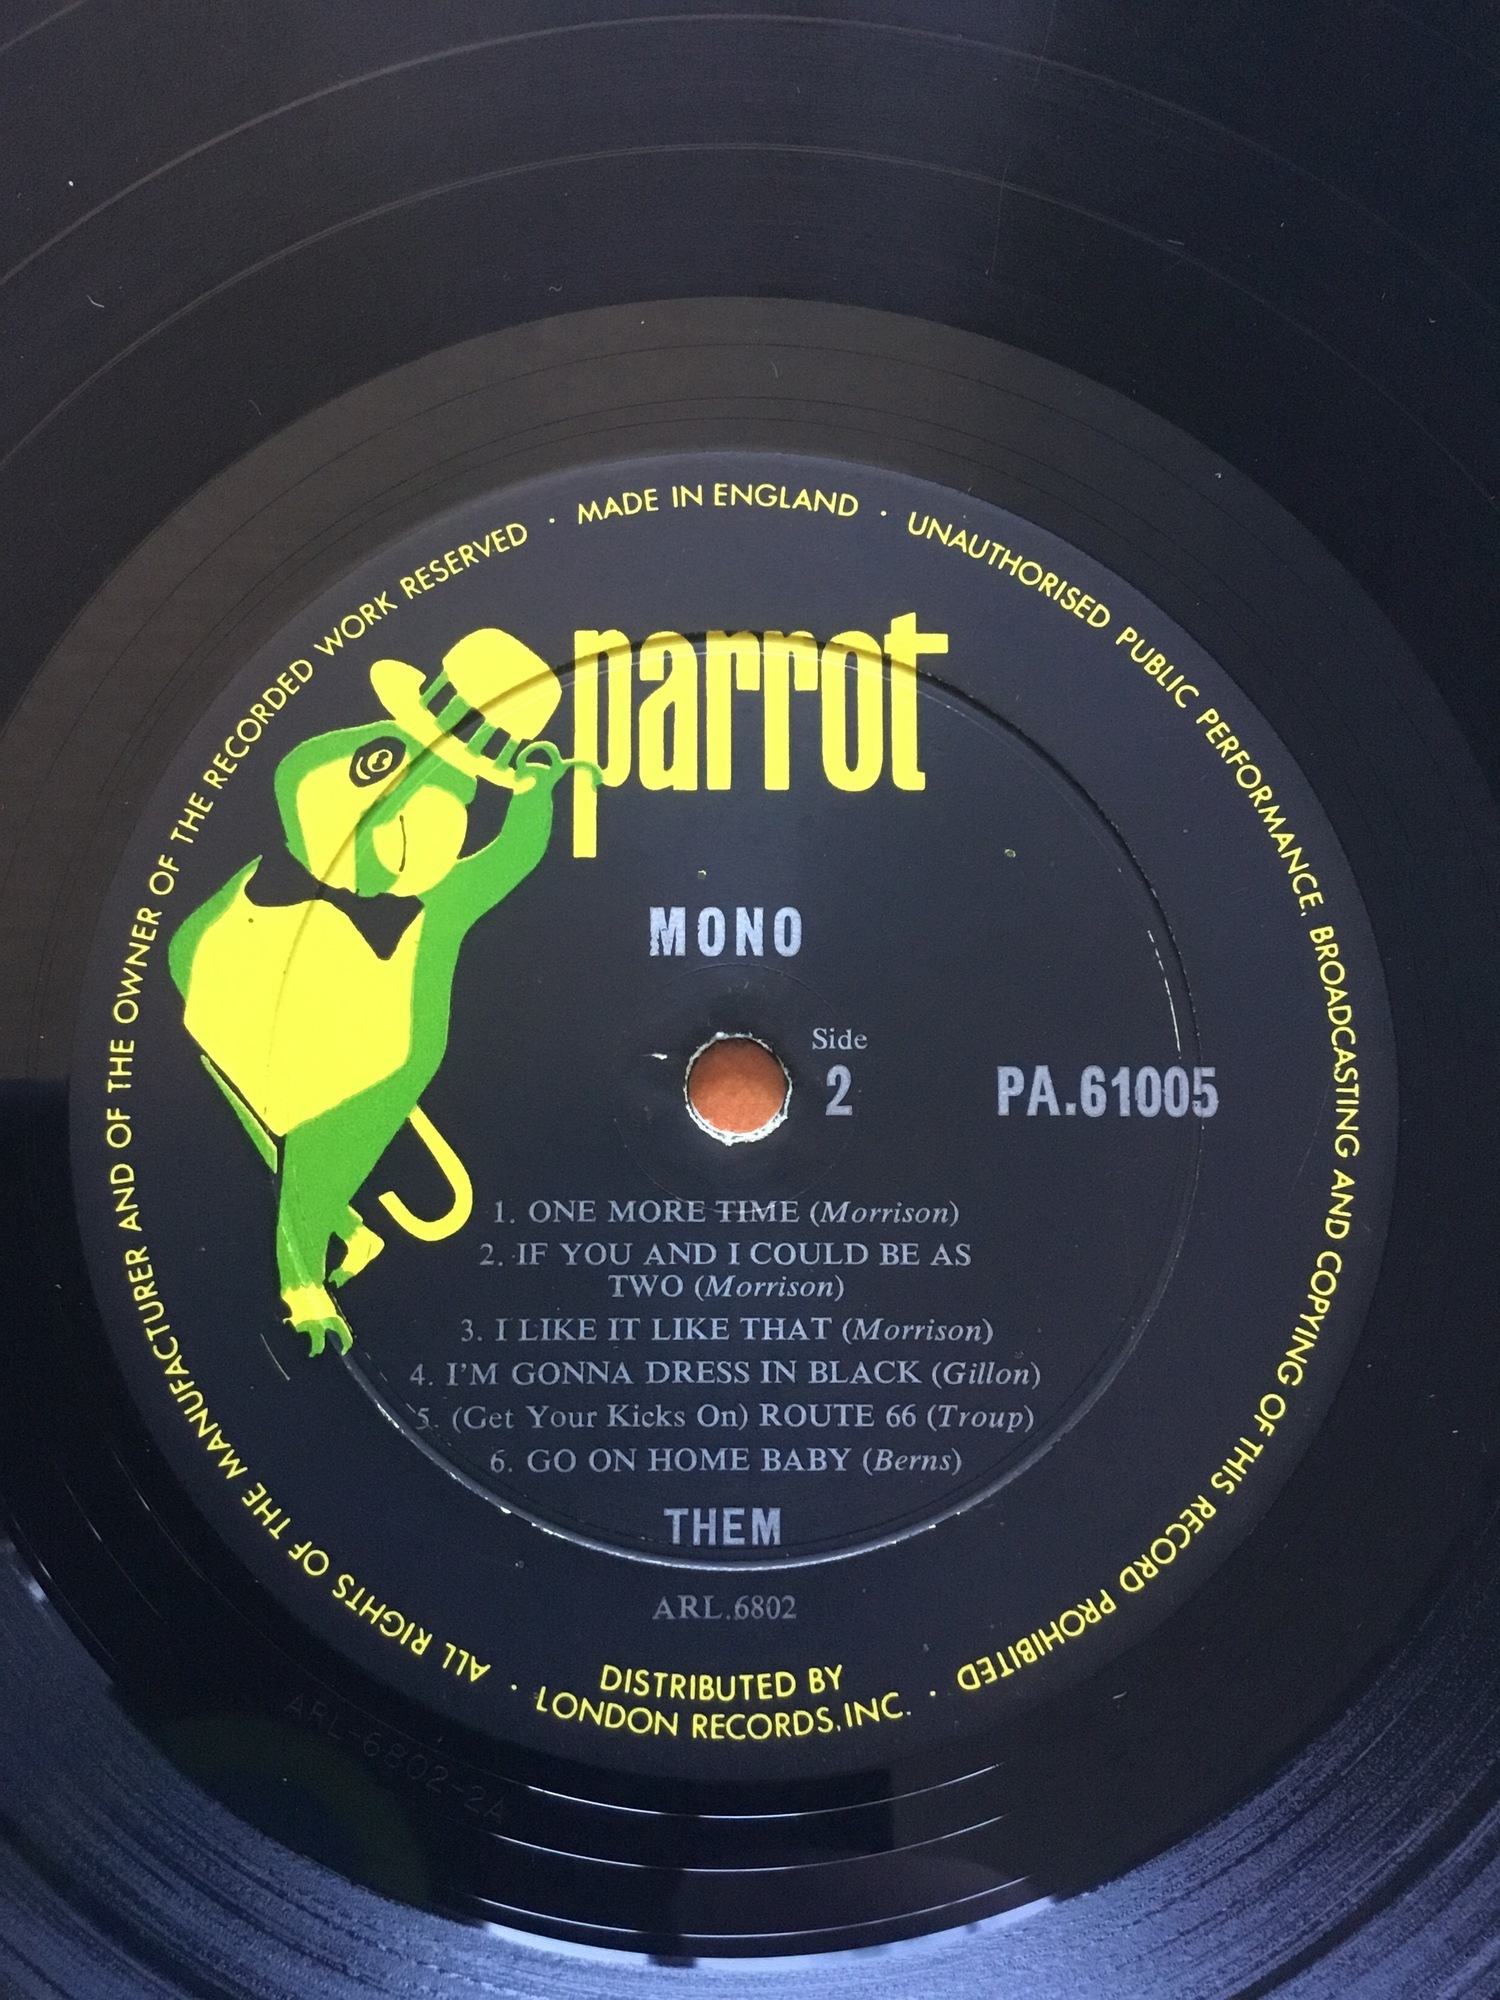 MADE IN ENGLAND · UNAUTHORISED PUBLIC PERFORMANCE, BROADCASTING AND COPYING OF THIS RECORD PROHIBITED ·
ALL RIGHTS OF THE MANUFACTURER AND OF THE OWNER OF THE RECORDED WORK RESERVED ·
parrot
MONO
Side
2
PA.61005
1. ONE MORE TIME (Morrison)
2. IF YOU AND I COULD BE AS
TWO (Morrison)
3. I LIKE IT LIKE THAT (Morrison)
4. I'M GONNA DRESS IN BLACK (Gillon)
5. (Get Your Kicks On) ROUTE 66 (Troup)
6. GO ON HOME BABY (Berns)
THEM
ARL.6802
DISTRIBUTED BY
LONDON RECORDS, INC. ·
ARL-6802-2A